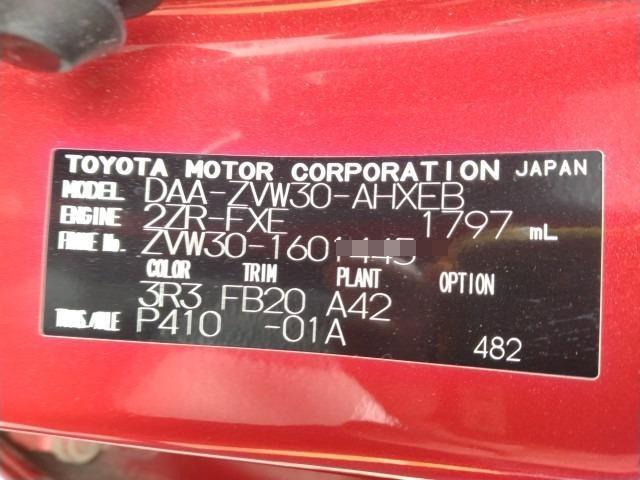 TOYOTA MOTOR CORPORATION JAPAN
MODEL DAA-ZVW30-AHXEB
ENGINE 2ZR-FXE 1797 mL
FRAME No. ZVW30-1601
COLOR TRIM PLANT OPTION
3R3 FB20 A42
TRANS./AXLE P410 -01A
482